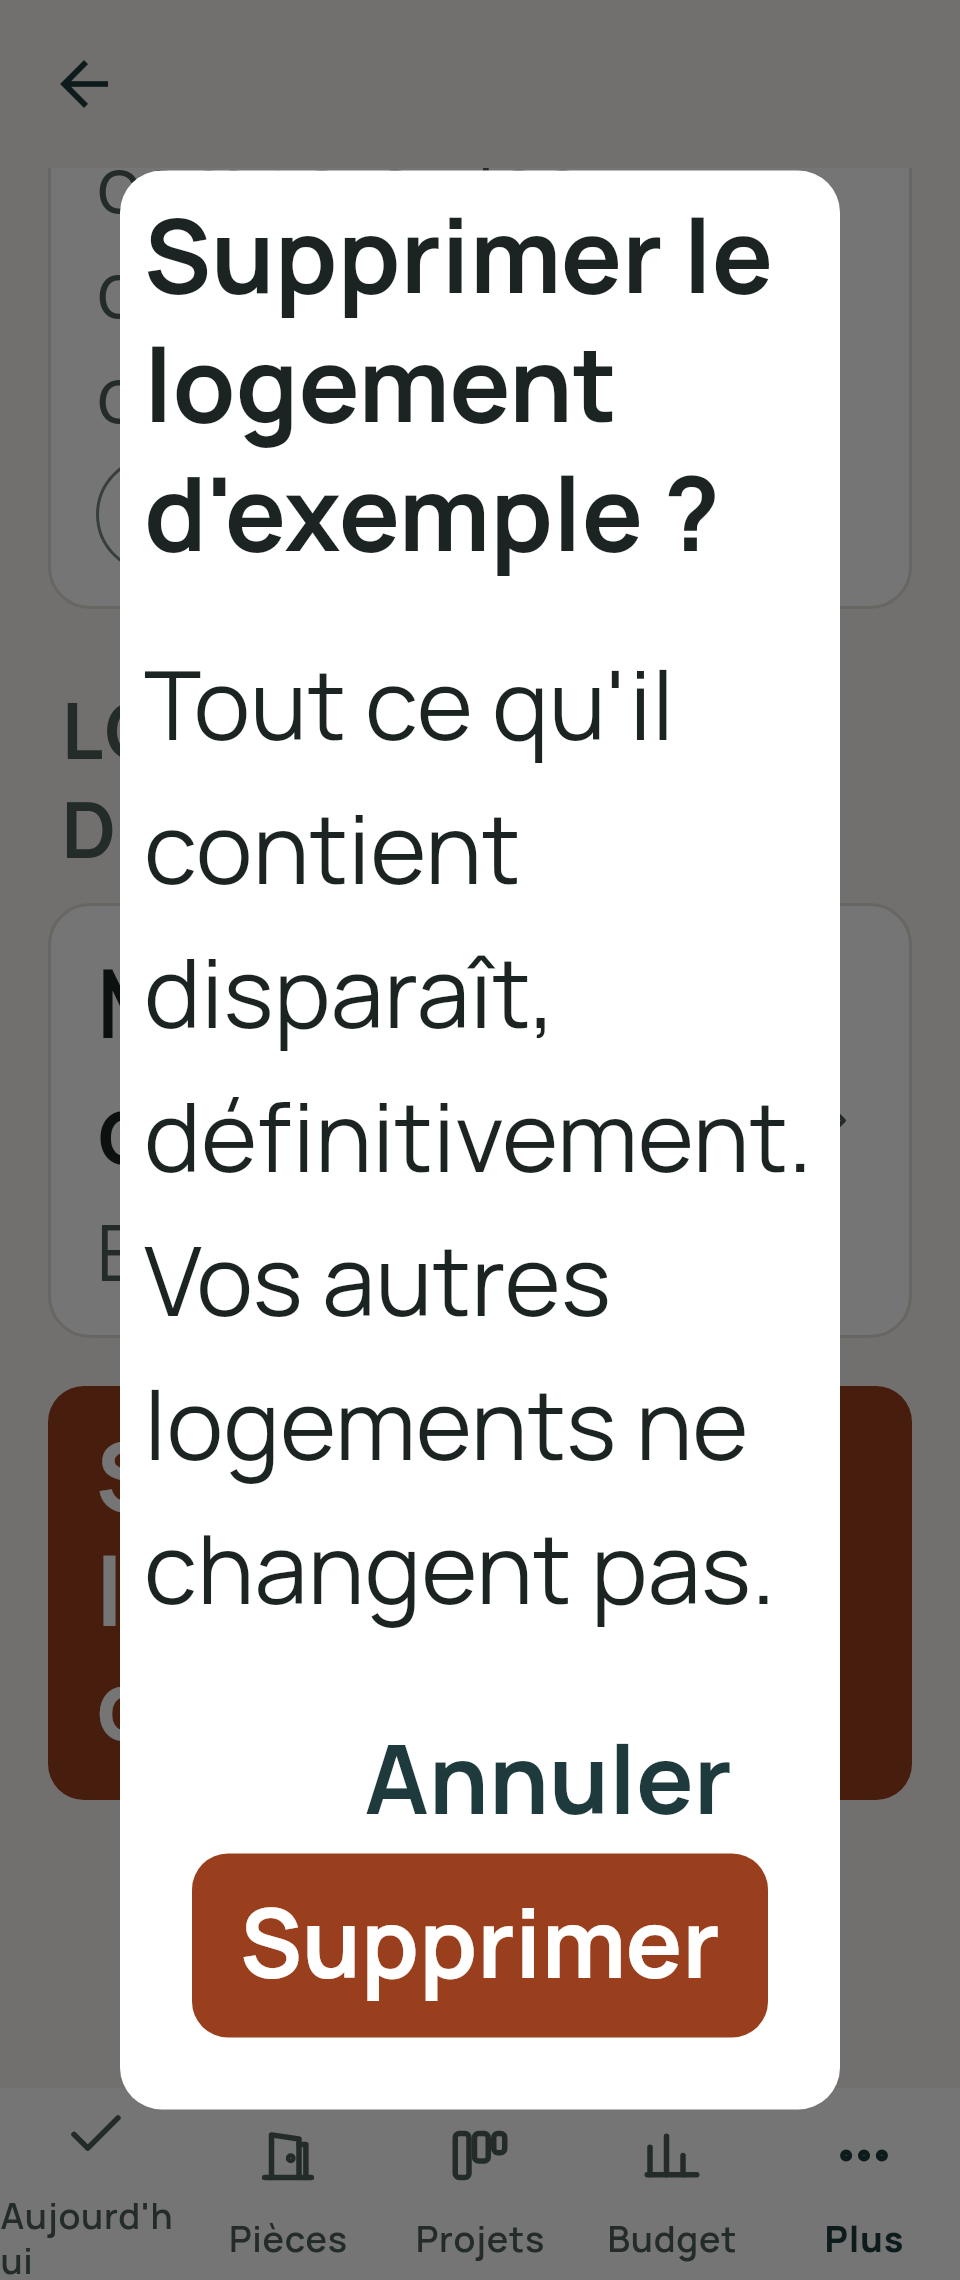 Supprimer le
logement
d'exemple ?
Tout ce qu'il
contient
disparaît,
définitivement.
Vos autres
logements ne
changent pas.
Annuler
Supprimer
Aujourd'h
ui
Pièces
Projets
Budget
Plus